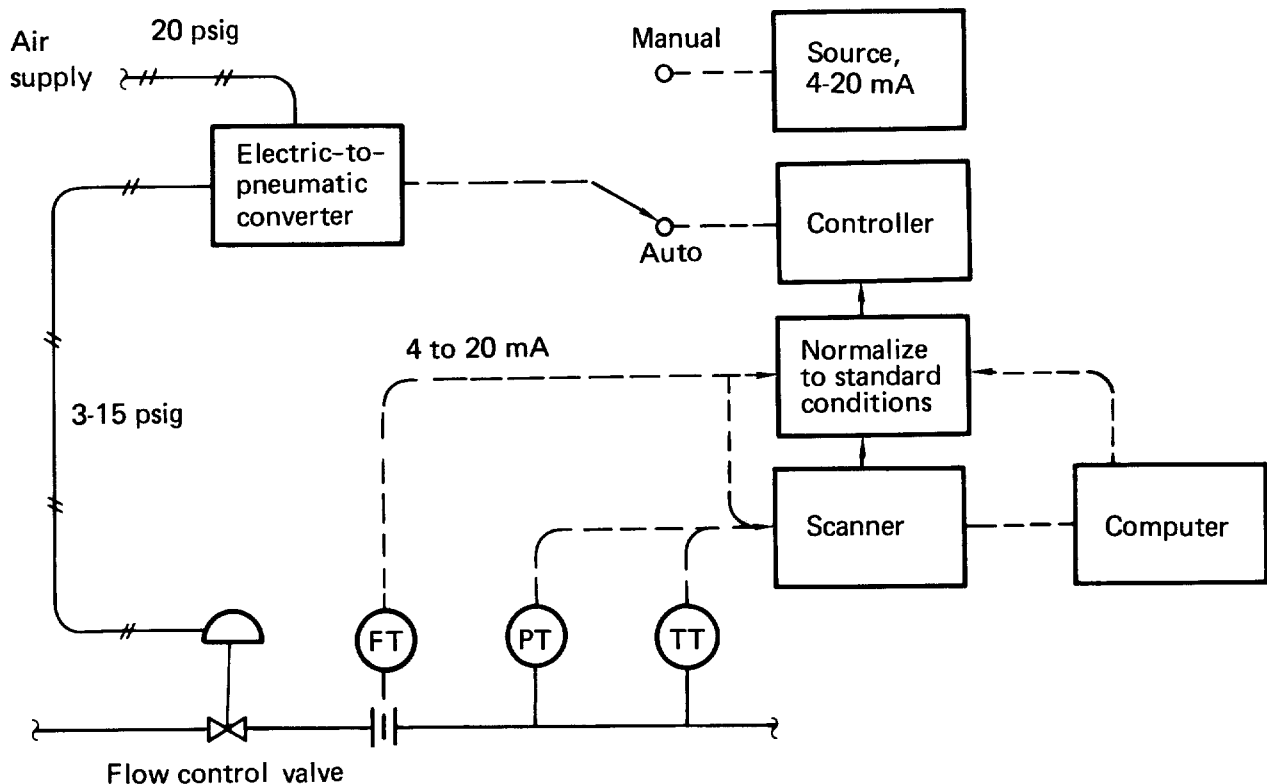 Air
supply
20 psig
Manual
Source,
4-20 mA
Electric-to-
pneumatic
converter
Auto
Controller
4 to 20 mA
Normalize
to standard
conditions
3-15 psig
Scanner
Computer
FT
PT
TT
Flow control valve